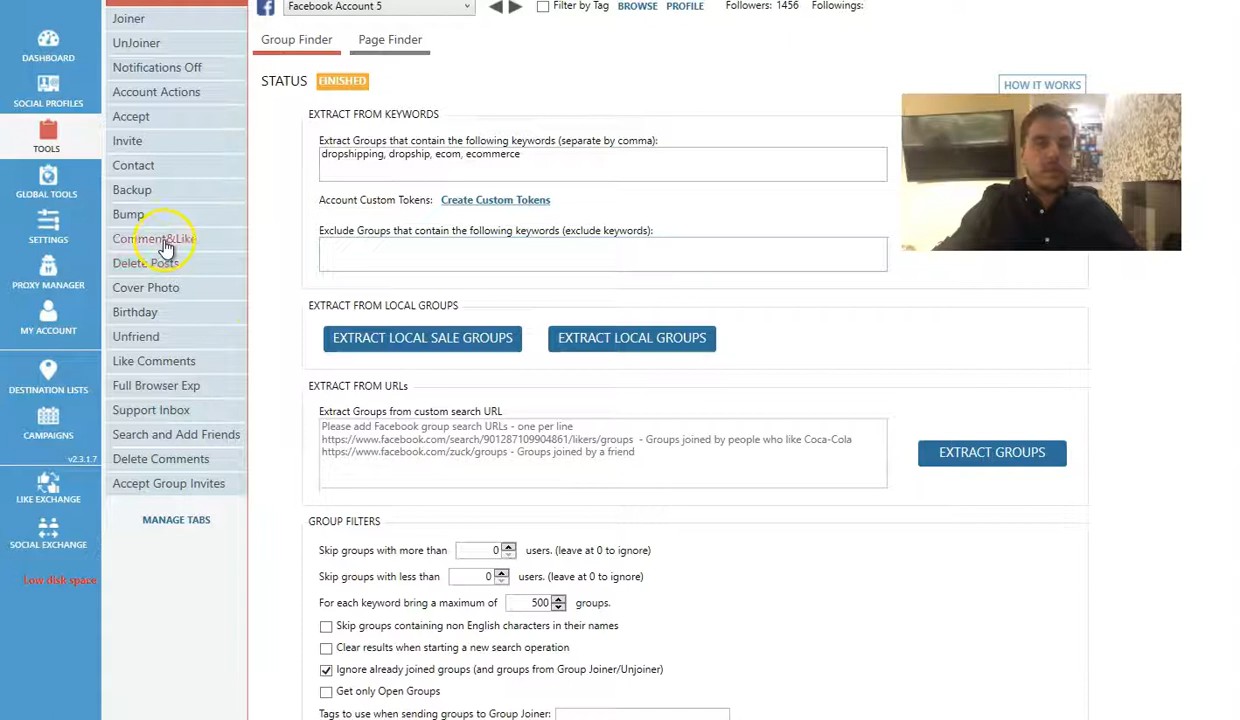 Facebook Account 5
Filter by Tag
BROWSE
PROFILE
Followers: 1456
Followings:
DASHBOARD
SOCIAL PROFILES
TOOLS
GLOBAL TOOLS
SETTINGS
PROXY MANAGER
MY ACCOUNT
DESTINATION LISTS
CAMPAIGNS
v2.3.1.7
LIKE EXCHANGE
SOCIAL EXCHANGE
Low disk space
Joiner
UnJoiner
Notifications Off
Account Actions
Accept
Invite
Contact
Backup
Bump
Comment&Like
Delete Posts
Cover Photo
Birthday
Unfriend
Like Comments
Full Browser Exp
Support Inbox
Search and Add Friends
Delete Comments
Accept Group Invites
MANAGE TABS
Group Finder
Page Finder
STATUS FINISHED
HOW IT WORKS
EXTRACT FROM KEYWORDS
Extract Groups that contain the following keywords (separate by comma):
dropshipping, dropship, ecom, ecommerce
Account Custom Tokens: Create Custom Tokens
Exclude Groups that contain the following keywords (exclude keywords):
EXTRACT FROM LOCAL GROUPS
EXTRACT LOCAL SALE GROUPS
EXTRACT LOCAL GROUPS
EXTRACT FROM URLs
Extract Groups from custom search URL
Please add Facebook group search URLs - one per line
https://www.facebook.com/search/901287109904861/likers/groups - Groups joined by people who like Coca-Cola
https://www.facebook.com/zuck/groups - Groups joined by a friend
EXTRACT GROUPS
GROUP FILTERS
Skip groups with more than 0 users. (leave at 0 to ignore)
Skip groups with less than 0 users. (leave at 0 to ignore)
For each keyword bring a maximum of 500 groups.
Skip groups containing non English characters in their names
Clear results when starting a new search operation
Ignore already joined groups (and groups from Group Joiner/Unjoiner)
Get only Open Groups
Tags to use when sending groups to Group Joiner: